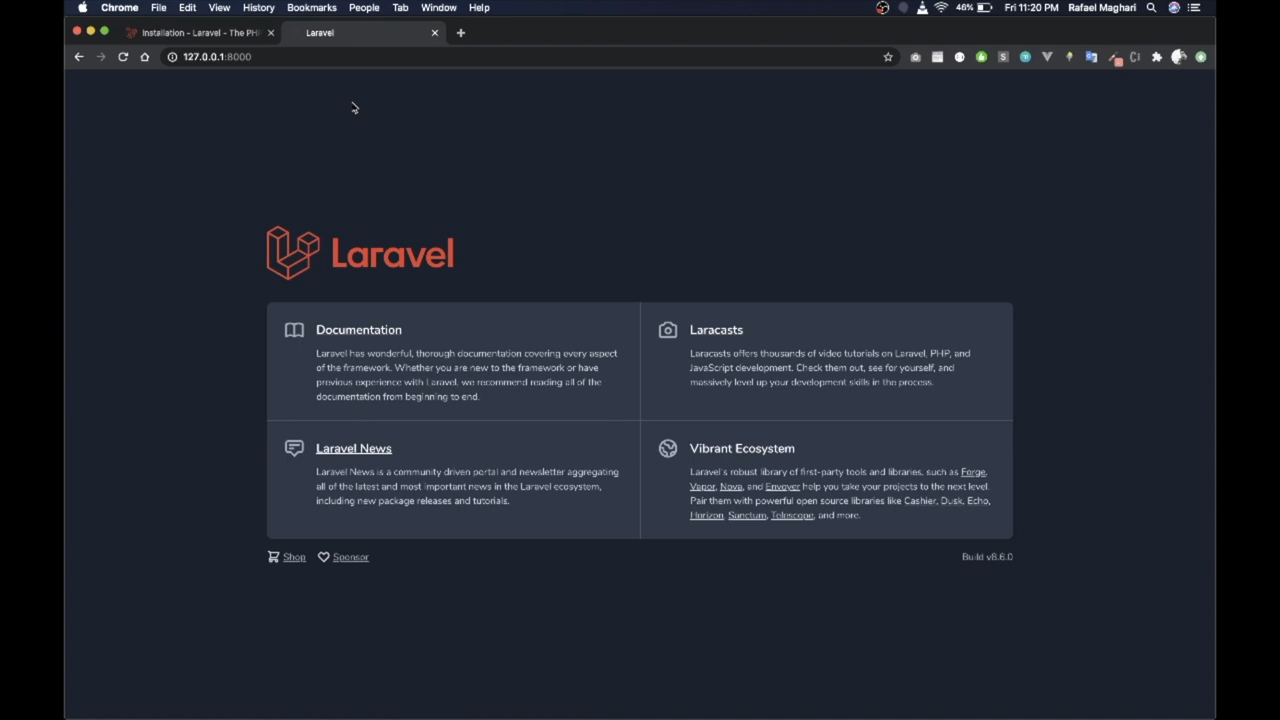 Chrome File Edit View History Bookmarks People Tab Window Help 46% Fri 11:20 PM Rafael Maghari
Installation - Laravel - The PH Laravel
127.0.0.1:8000
Laravel
Documentation
Laravel has wonderful, thorough documentation covering every aspect
of the framework. Whether you are new to the framework or have
previous experience with Laravel, we recommend reading all of the
documentation from beginning to end.
Laracasts
Laracasts offers thousands of video tutorials on Laravel, PHP, and
JavaScript development. Check them out, see for yourself, and
massively level up your development skills in the process.
Laravel News
Laravel News is a community driven portal and newsletter aggregating
all of the latest and most important news in the Laravel ecosystem,
including new package releases and tutorials.
Vibrant Ecosystem
Laravel's robust library of first-party tools and libraries, such as Forge,
Vapor, Nova, and Envoyer help you take your projects to the next level.
Pair them with powerful open source libraries like Cashier, Dusk, Echo,
Horizon, Sanctum, Telescope, and more.
Shop Sponsor
Build v8.6.0